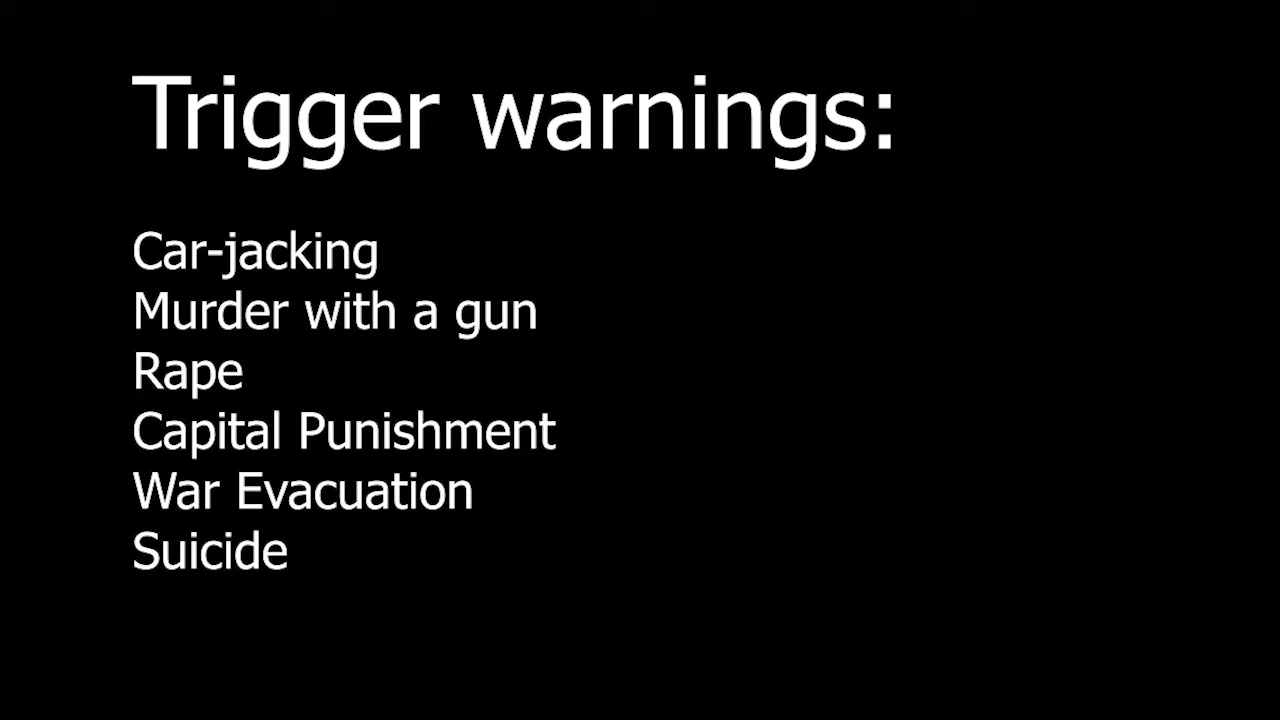 Trigger warnings:
Car-jacking
Murder with a gun
Rape
Capital Punishment
War Evacuation
Suicide